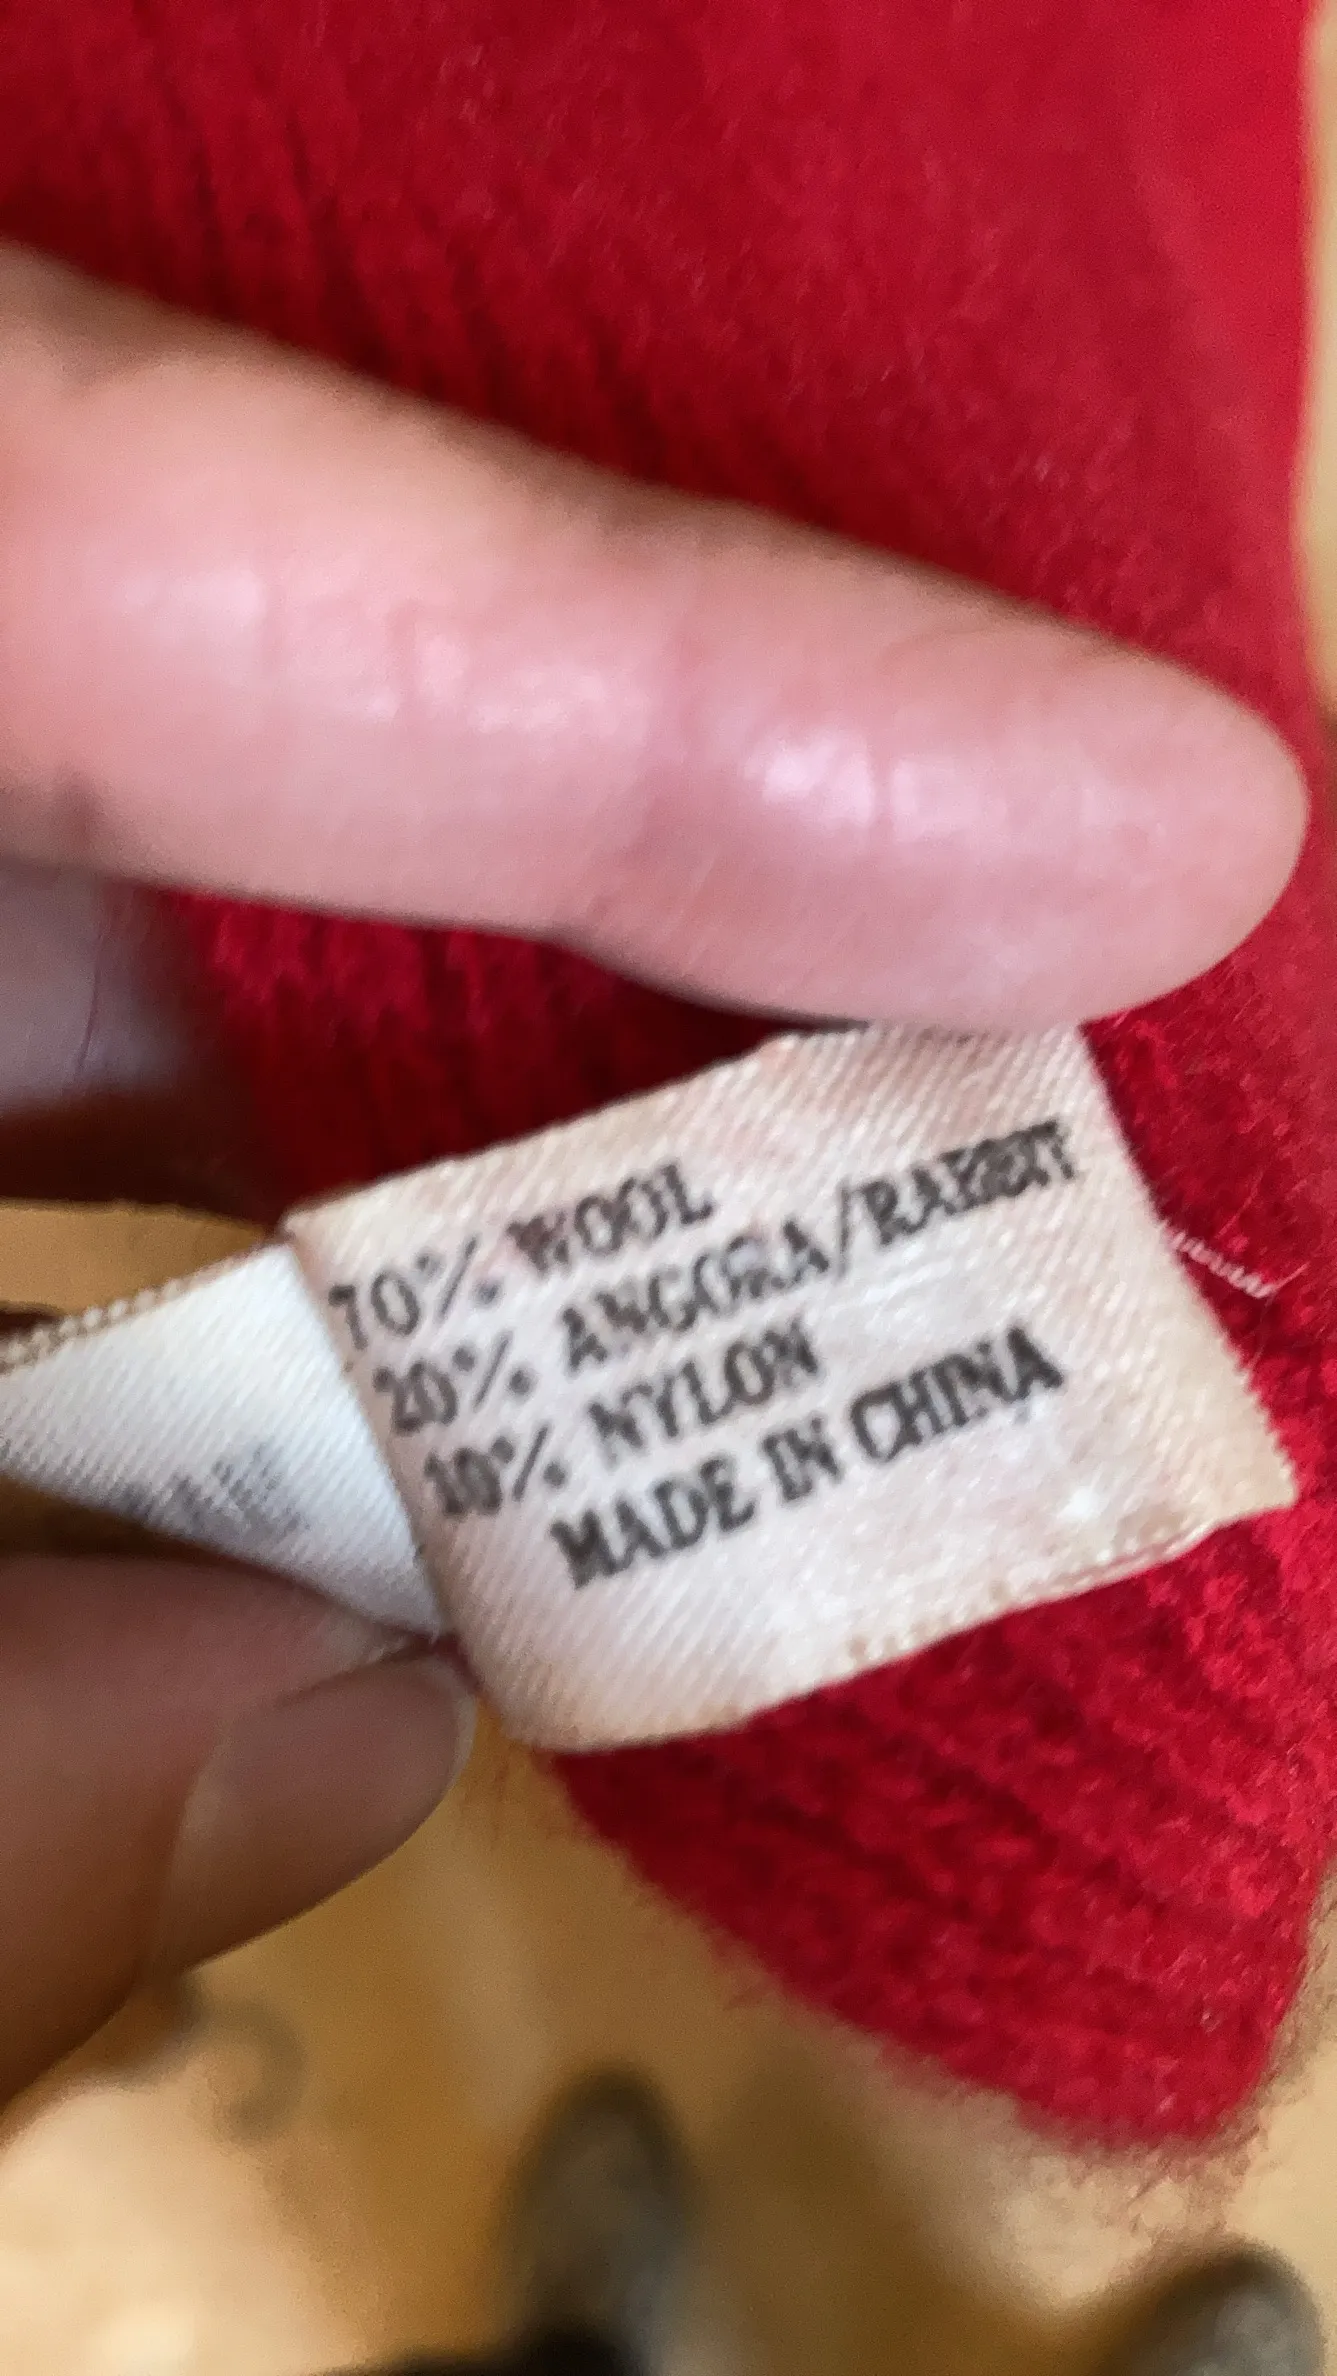 70% WOOL
20% ANGORA/RABBIT
10% NYLON
MADE IN CHINA